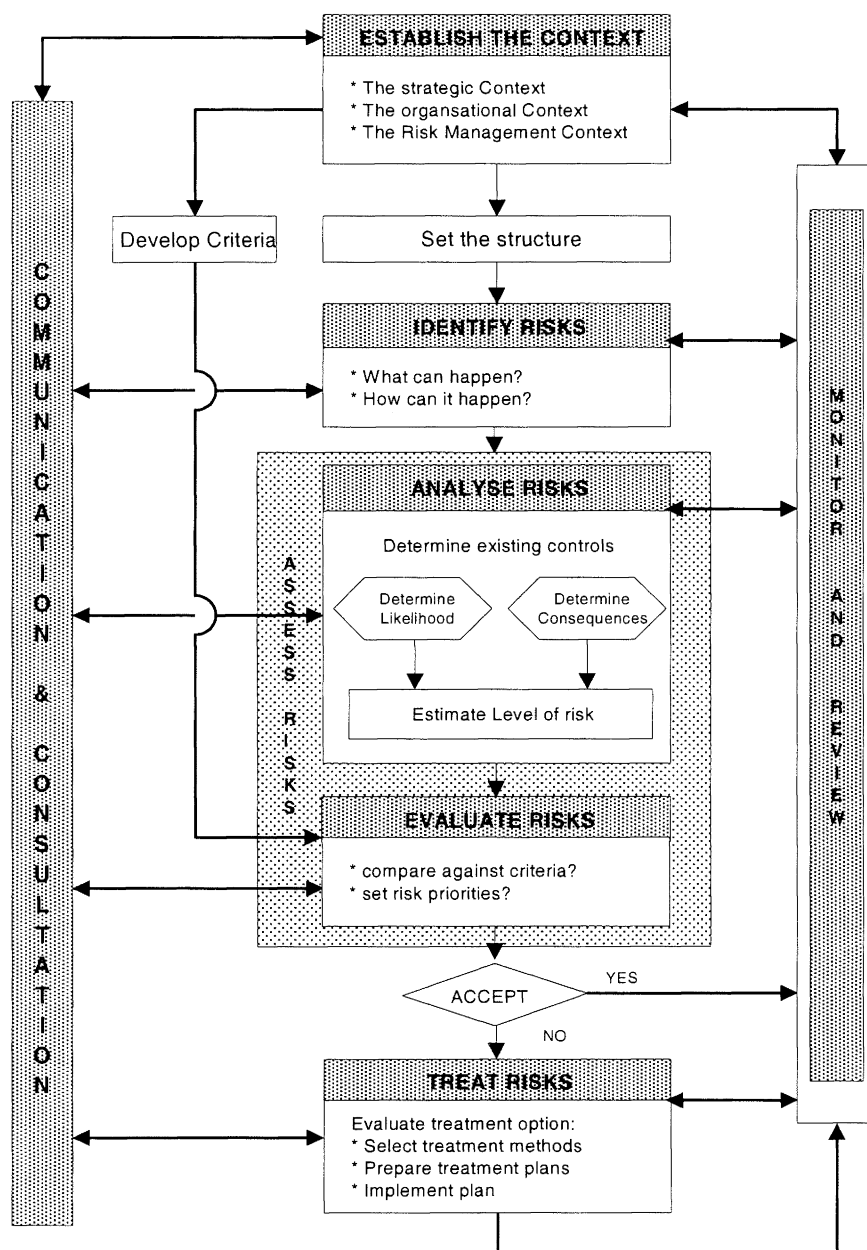 ESTABLISH THE CONTEXT
* The strategic Context
* The organsational Context
* The Risk Management Context
Develop Criteria
Set the structure
IDENTIFY RISKS
* What can happen?
* How can it happen?
ANALYSE RISKS
Determine existing controls
Determine
Likelihood
Determine
Consequences
Estimate Level of risk
EVALUATE RISKS
* compare against criteria?
* set risk priorities?
ACCEPT
YES
NO
TREAT RISKS
Evaluate treatment option:
* Select treatment methods
* Prepare treatment plans
* Implement plan
COMMUNICATION & CONSULTATION
ASSESS RISKS
MONITOR AND REVIEW